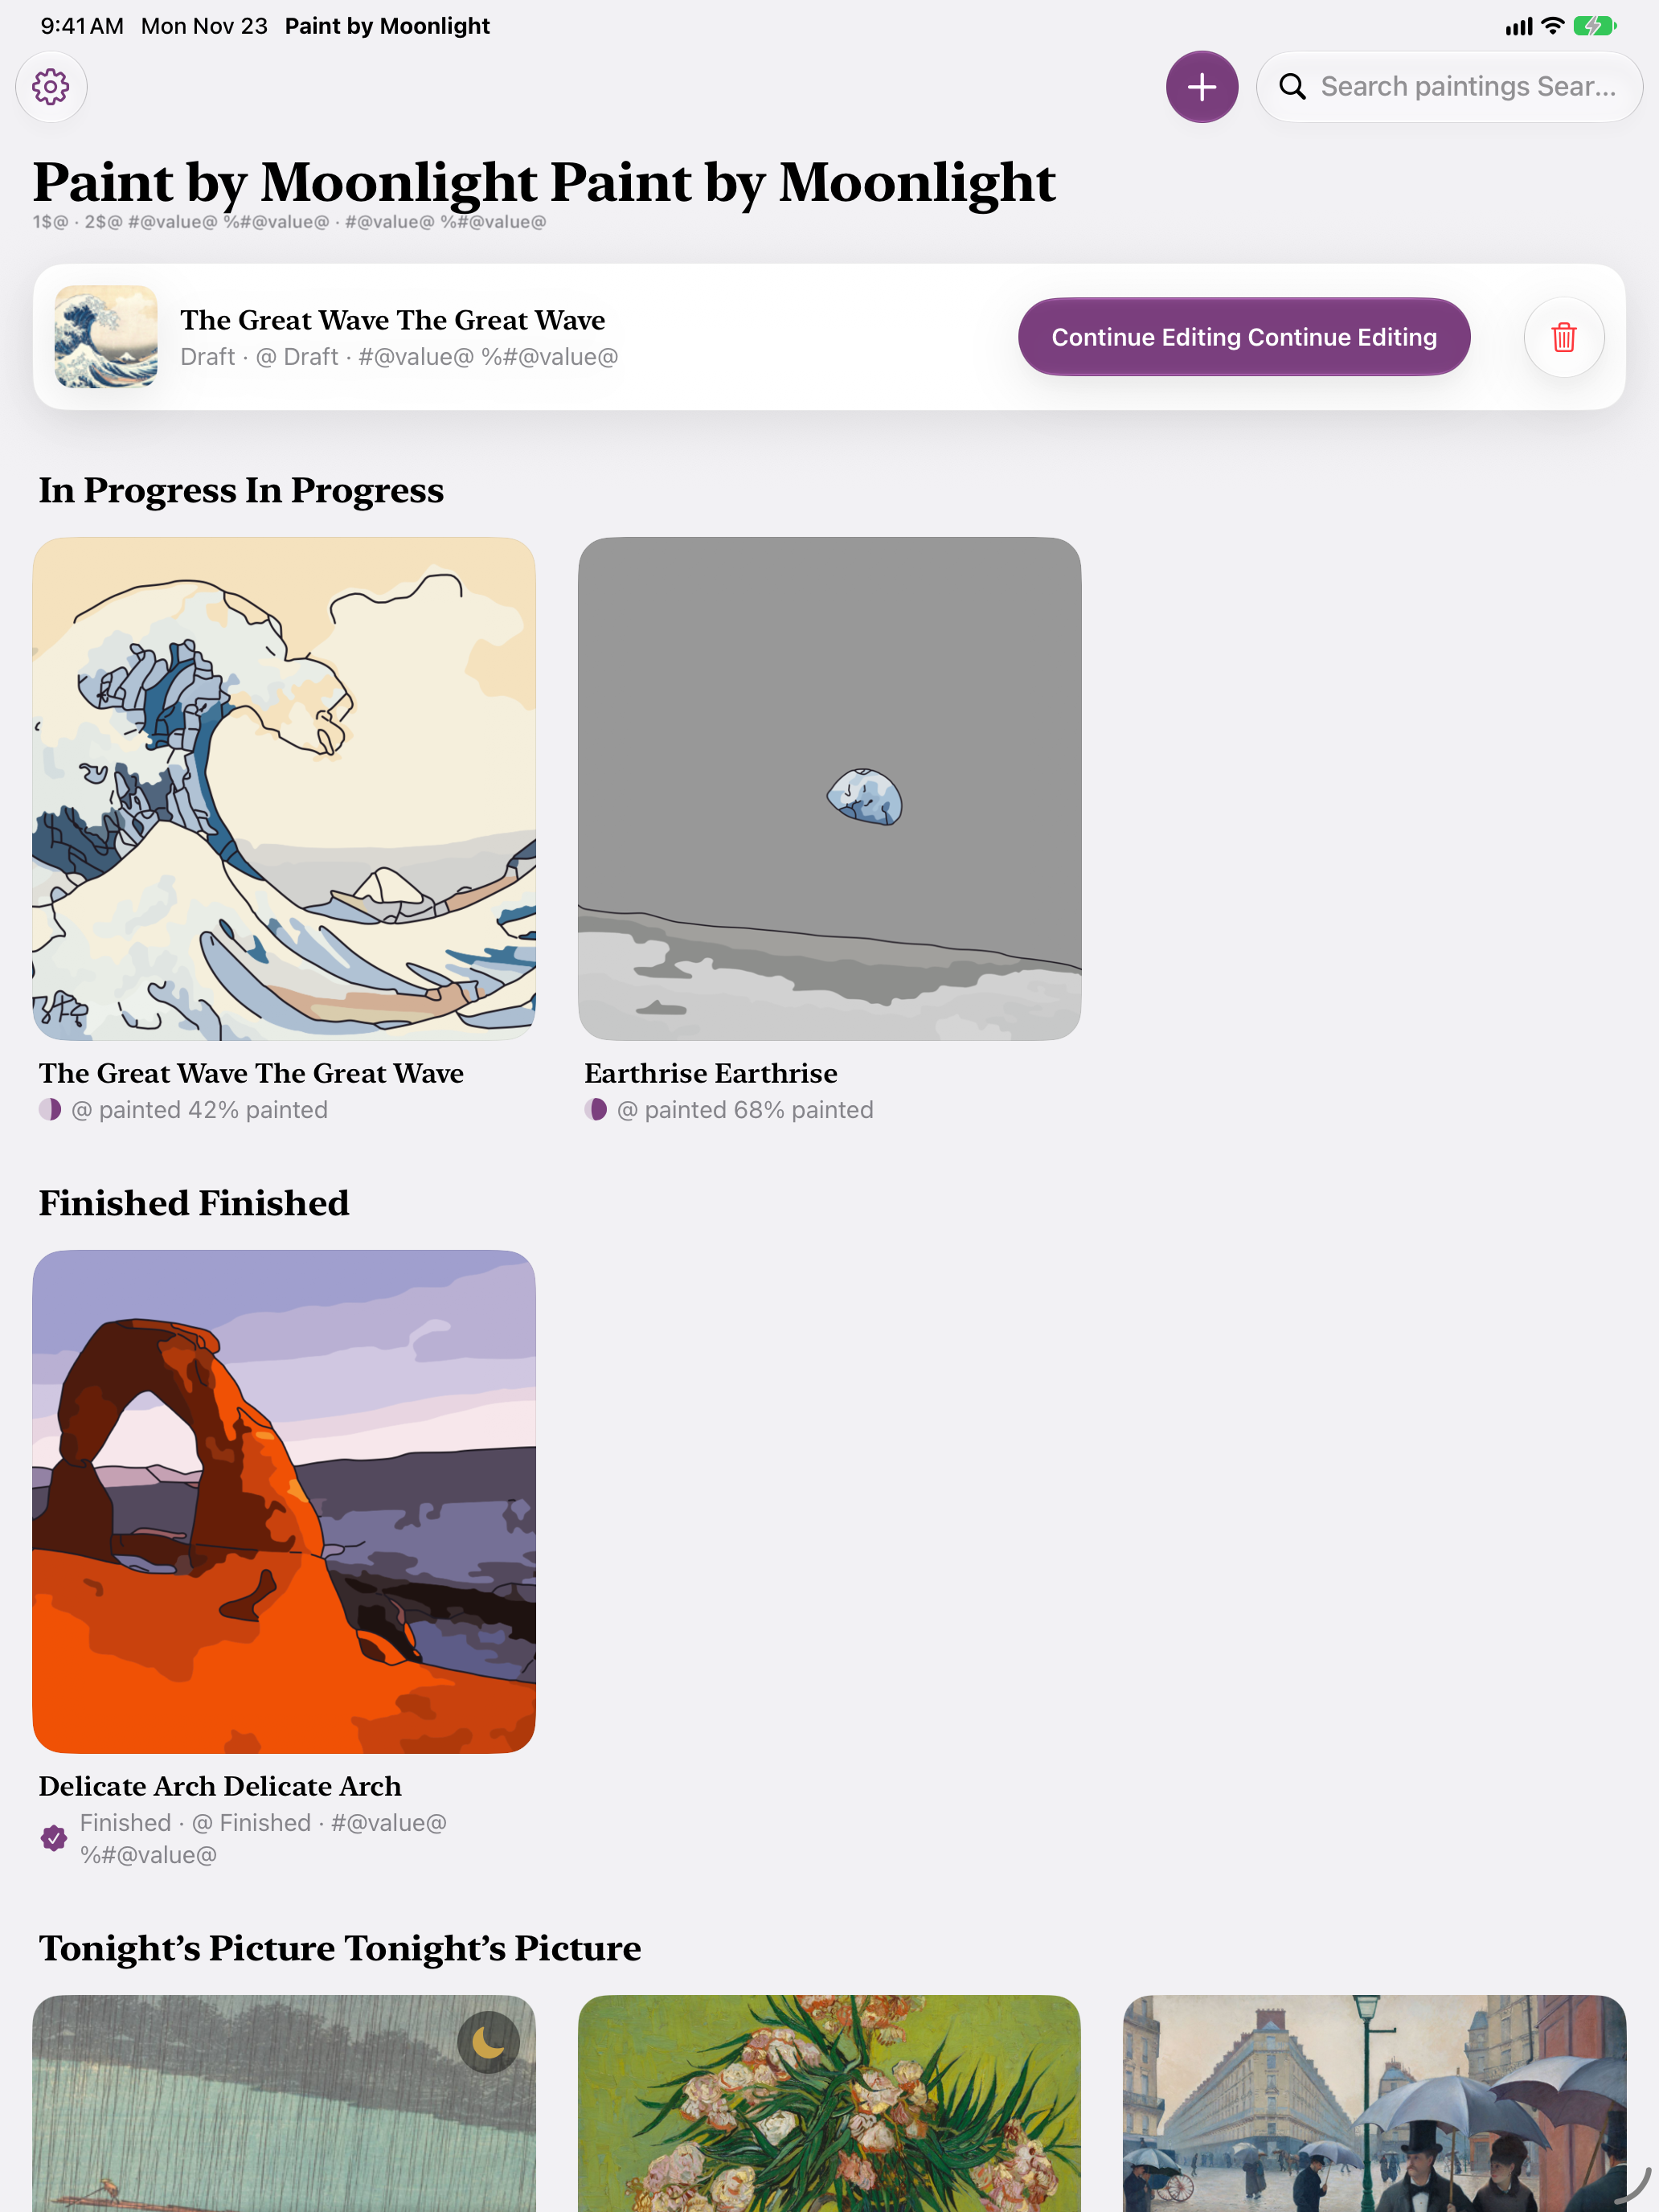 9:41 AM Mon Nov 23 Paint by Moonlight
Search paintings Sear...
Paint by Moonlight Paint by Moonlight
1$@ · 2$@ #@value@ %#@value@ · #@value@ %#@value@
The Great Wave The Great Wave
Draft · @ Draft · #@value@ %#@value@
Continue Editing Continue Editing
In Progress In Progress
The Great Wave The Great Wave
@ painted 42% painted
Earthrise Earthrise
@ painted 68% painted
Finished Finished
Delicate Arch Delicate Arch
Finished · @ Finished · #@value@
%#@value@
Tonight’s Picture Tonight’s Picture